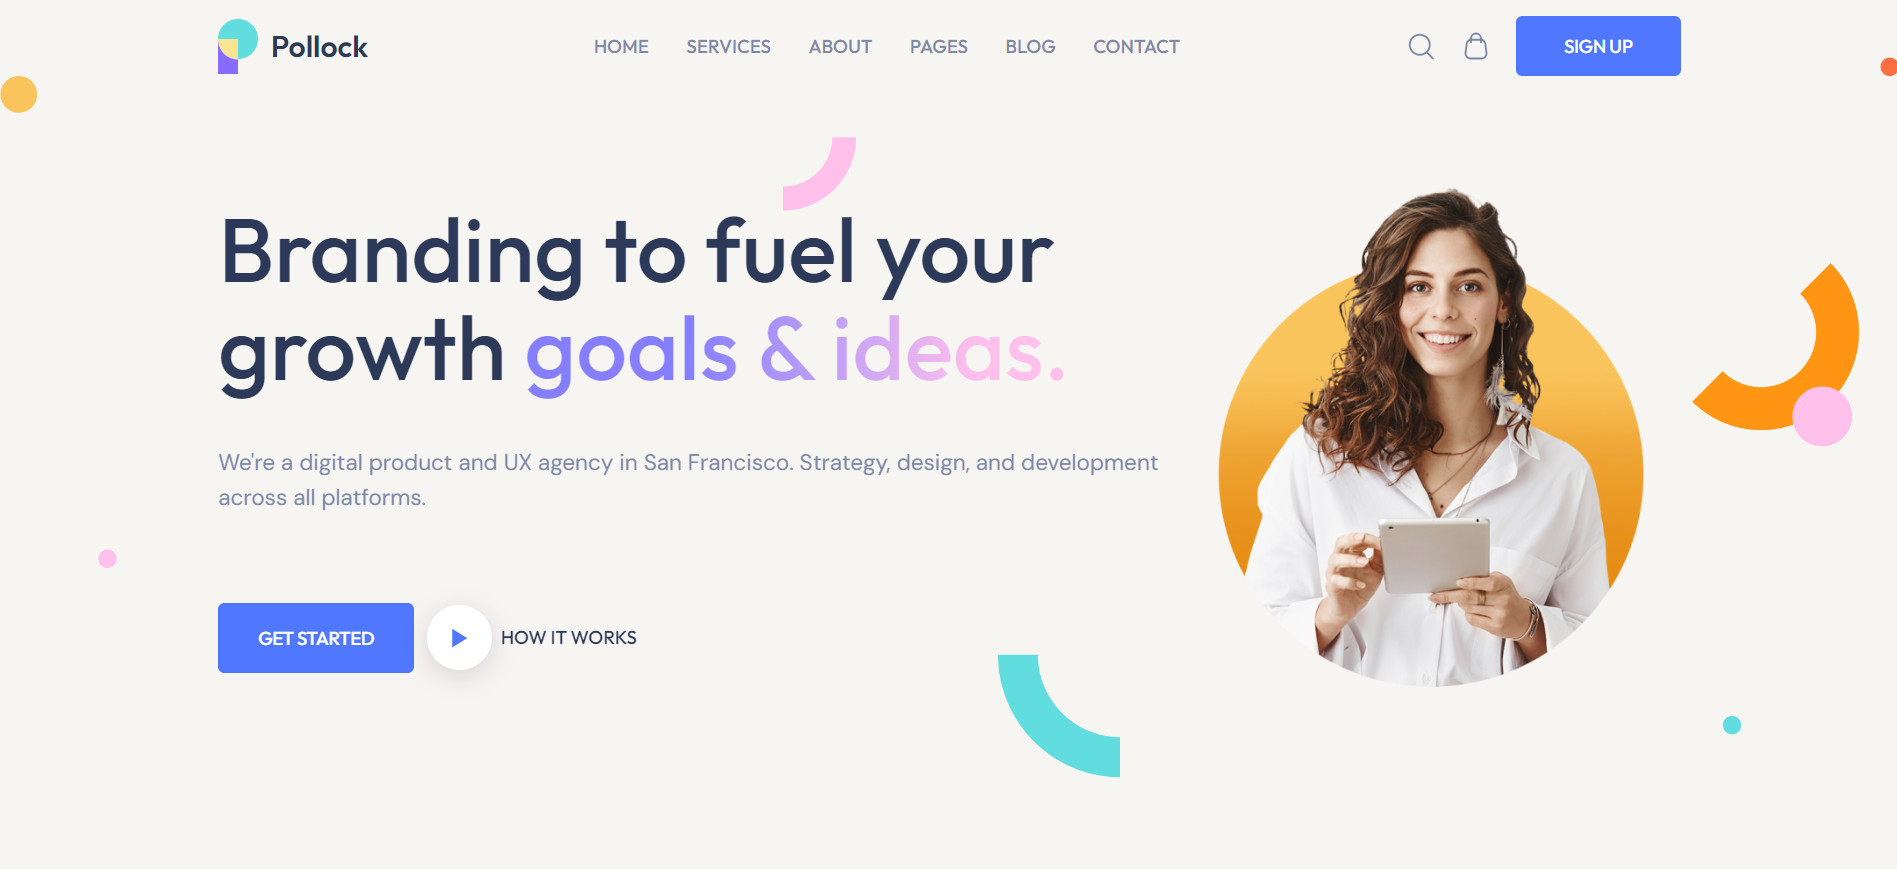 Pollock
HOME SERVICES ABOUT PAGES BLOG CONTACT
SIGN UP
Branding to fuel your
growth goals & ideas.
We're a digital product and UX agency in San Francisco. Strategy, design, and development
across all platforms.
GET STARTED
HOW IT WORKS